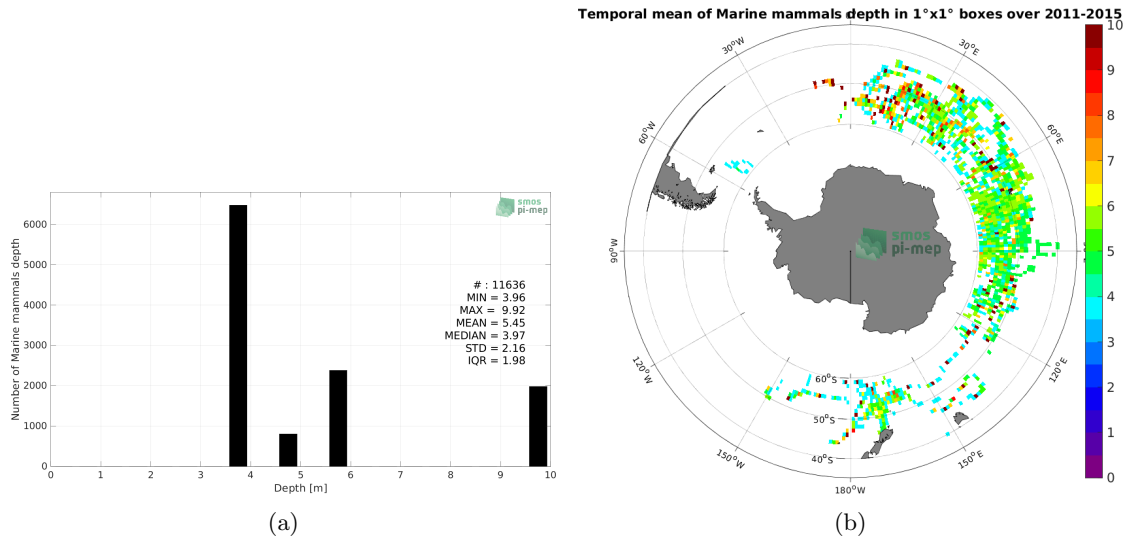 Temporal mean of Marine mammals depth in 1°x1° boxes over 2011-2015
smos
pi-mep
Number of Marine mammals depth
6000
5000
4000
3000
2000
1000
0
# : 11636
MIN = 3.96
MAX = 9.92
MEAN = 5.45
MEDIAN = 3.97
STD = 2.16
IQR = 1.98
0 1 2 3 4 5 6 7 8 9 10
Depth [m]
(a)
30°W
30°E
60°W
60°E
90°W
120°W
120°E
150°W
150°E
180°W
60°S
50°S
40°S
smos
pi-mep
10
9
8
7
6
5
4
3
2
1
0
(b)